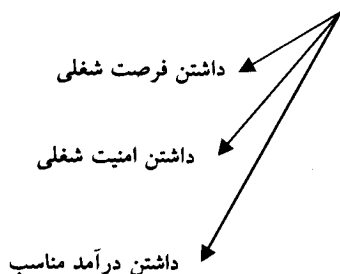 داشتن فرصت شغلی
داشتن امنیت شغلی
داشتن درآمد مناسب